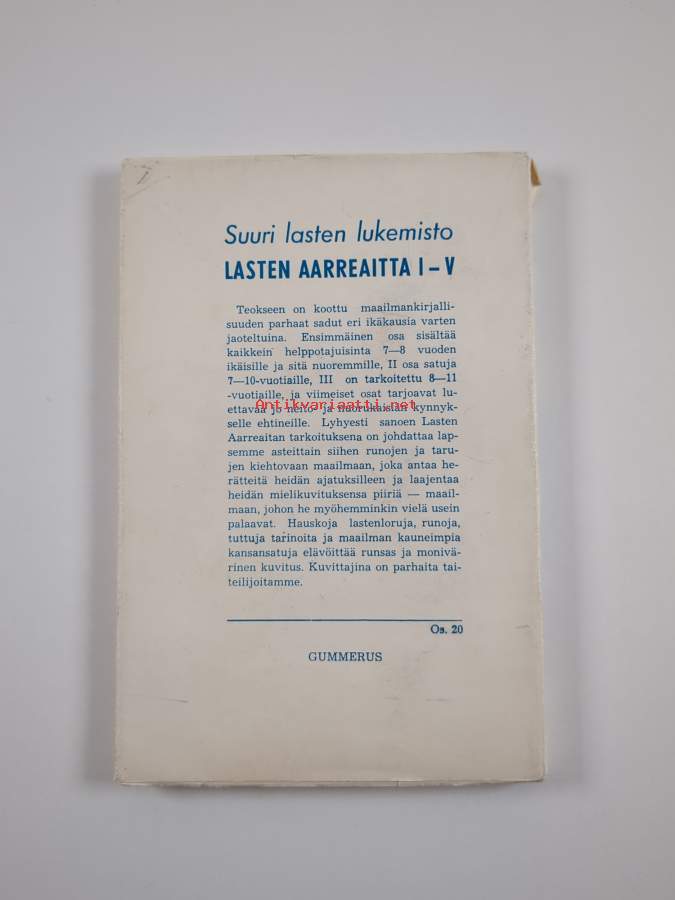 Suuri lasten lukemisto
LASTEN AARREAITTA I – V
Teokseen on koottu maailmankirjalli-
suuden parhaat sadut eri ikäkausia varten
jaoteltuina. Ensimmäinen osa sisältää
kaikkein helppotajuisinta 7—8 vuoden
ikäisille ja sitä nuoremmille, II osa satuja
7—10-vuotiaille, III on tarkoitettu 8—11
-vuotiaille, ja viimeiset osat tarjoavat lu-
Antikvariaatti.net
ettavaa jo neito- ja nuorukaisiän kynnyk-
selle ehtineille. Lyhyesti sanoen Lasten
Aarreaitan tarkoituksena on johdattaa lap-
semme asteittain siihen runojen ja taru-
jen kiehtovaan maailmaan, joka antaa he-
rätteitä heidän ajatuksilleen ja laajentaa
heidän mielikuvituksensa piiriä — maail-
maan, johon he myöhemminkin vielä usein
palaavat. Hauskoja lastenloruja, runoja,
tuttuja tarinoita ja maailman kauneimpia
kansansatuja elävöittää runsas ja monivä-
rinen kuvitus. Kuvittajina on parhaita tai-
teilijoitamme.
Os. 20
GUMMERUS